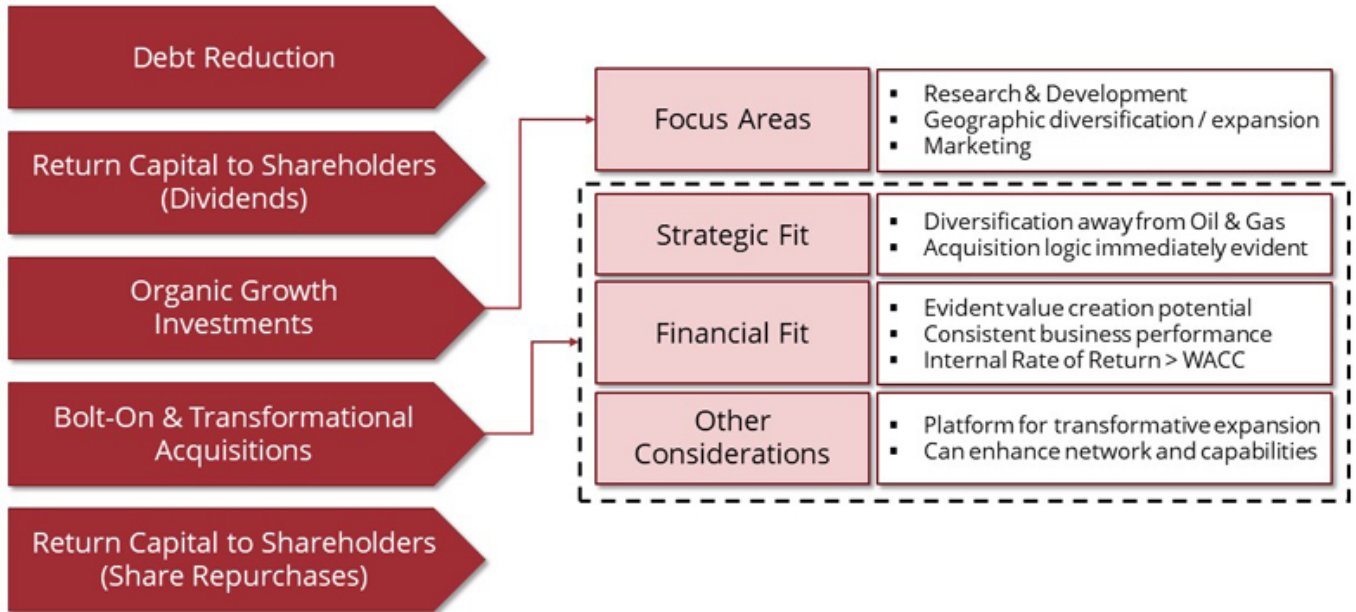 Debt Reduction
Return Capital to Shareholders
(Dividends)
Organic Growth
Investments
Bolt-On & Transformational
Acquisitions
Return Capital to Shareholders
(Share Repurchases)
Focus Areas
▪ Research & Development
▪ Geographic diversification / expansion
▪ Marketing
Strategic Fit
▪ Diversification away from Oil & Gas
▪ Acquisition logic immediately evident
Financial Fit
▪ Evident value creation potential
▪ Consistent business performance
▪ Internal Rate of Return > WACC
Other
Considerations
▪ Platform for transformative expansion
▪ Can enhance network and capabilities